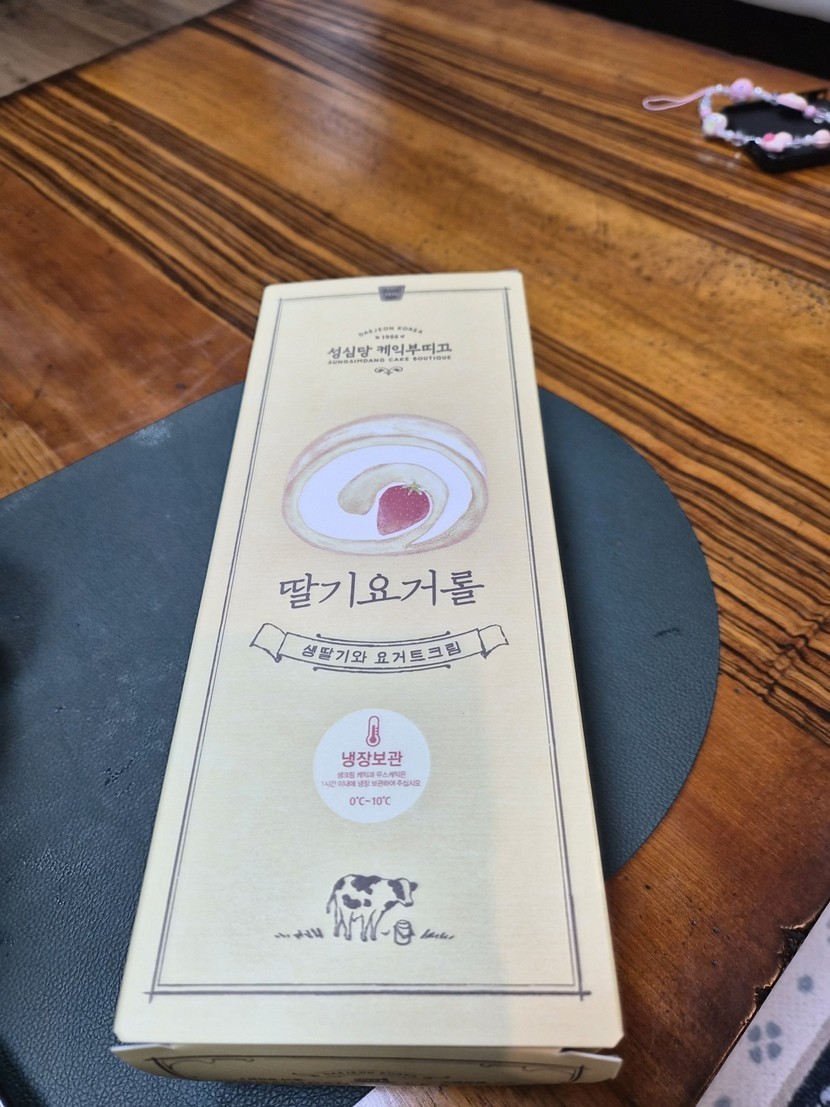 DAEJEON KOREA
1956
성심당 케익부띠끄
SUNGSIMDANG CAKE BOUTIQUE
딸기요거롤
생딸기와 요거트크림
냉장보관
생크림 케익과 무스케익은
1시간 이내에 냉장 보관하여 주십시오
0℃~10℃